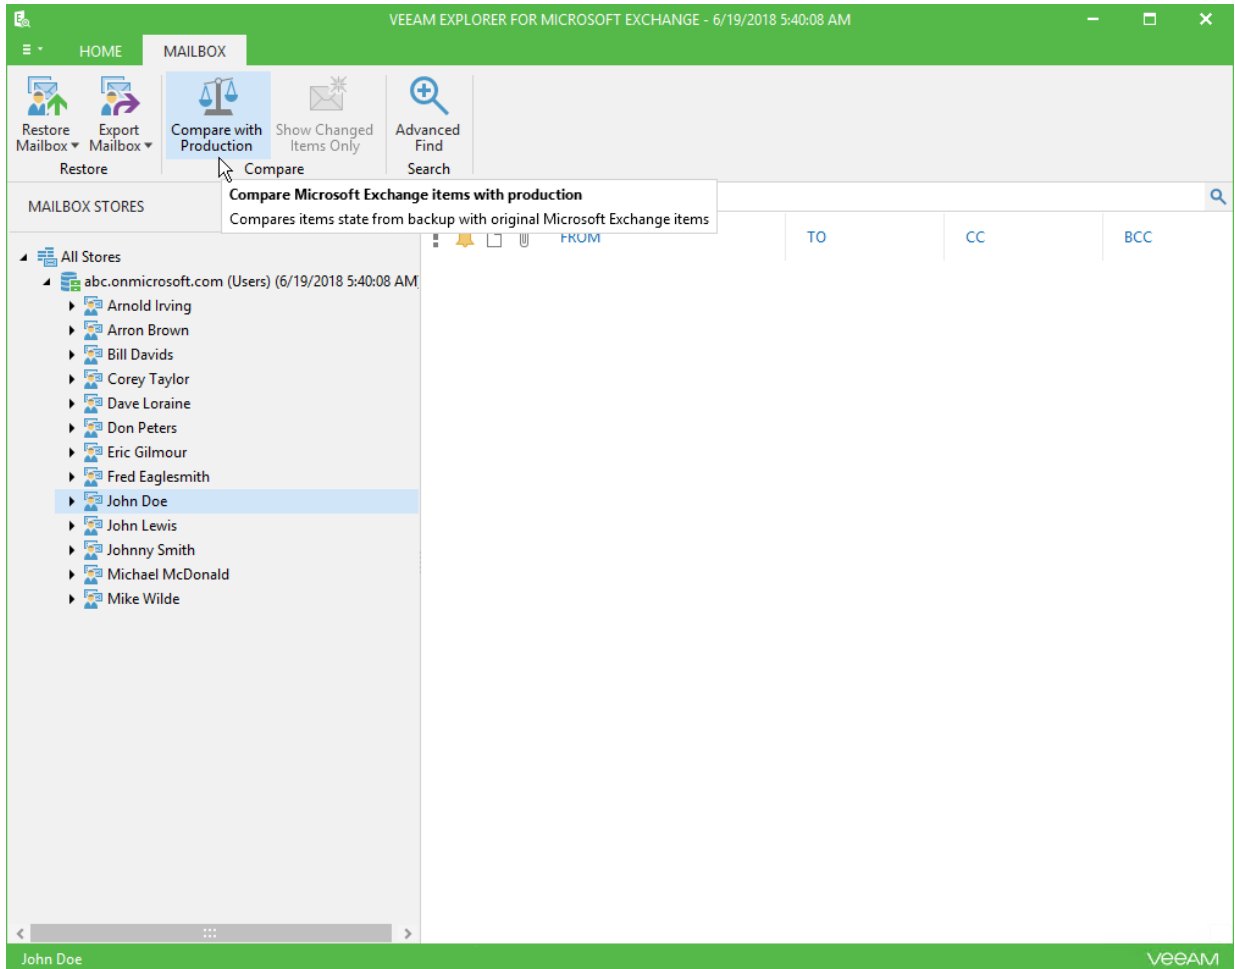 VEEAM EXPLORER FOR MICROSOFT EXCHANGE - 6/19/2018 5:40:08 AM
HOME MAILBOX
Restore Mailbox
Export Mailbox
Compare with Production
Show Changed Items Only
Advanced Find
Restore
Compare
Search
Compare Microsoft Exchange items with production
Compares items state from backup with original Microsoft Exchange items
MAILBOX STORES
FROM TO CC BCC
All Stores
abc.onmicrosoft.com (Users) (6/19/2018 5:40:08 AM)
Arnold Irving
Arron Brown
Bill Davids
Corey Taylor
Dave Loraine
Don Peters
Eric Gilmour
Fred Eaglesmith
John Doe
John Lewis
Johnny Smith
Michael McDonald
Mike Wilde
John Doe
veeAM